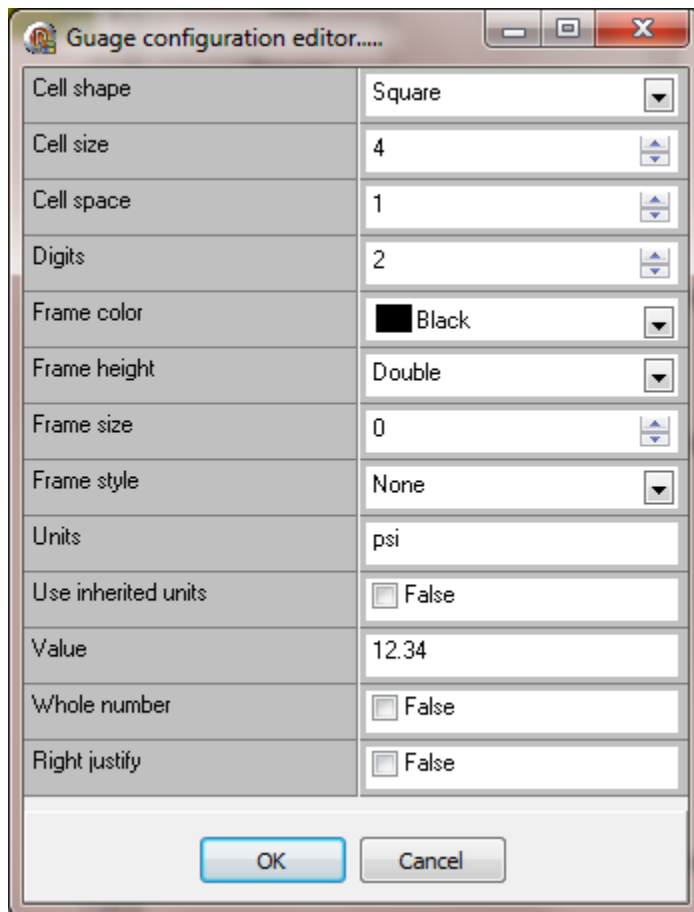 Guage configuration editor.....
Cell shape Square
Cell size 4
Cell space 1
Digits 2
Frame color Black
Frame height Double
Frame size 0
Frame style None
Units psi
Use inherited units False
Value 12.34
Whole number False
Right justify False
OK Cancel